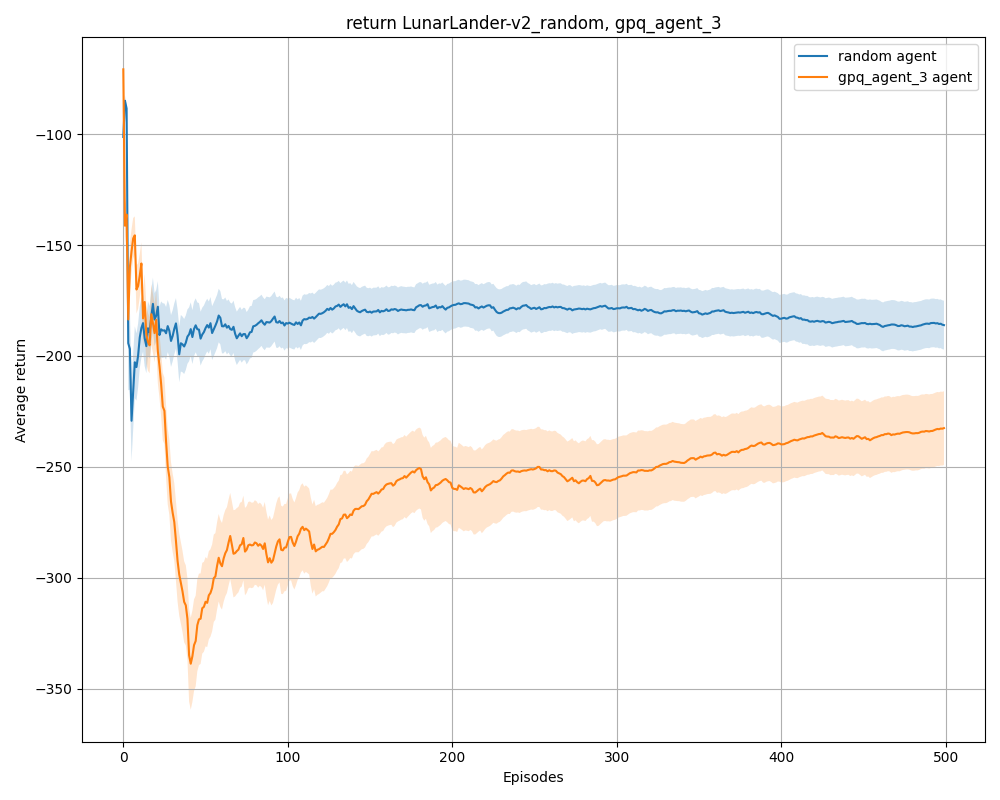 return LunarLander-v2_random, gpq_agent_3
random agent
gpq_agent_3 agent
Average return
−100
−150
−200
−250
−300
−350
0
100
200
300
400
500
Episodes